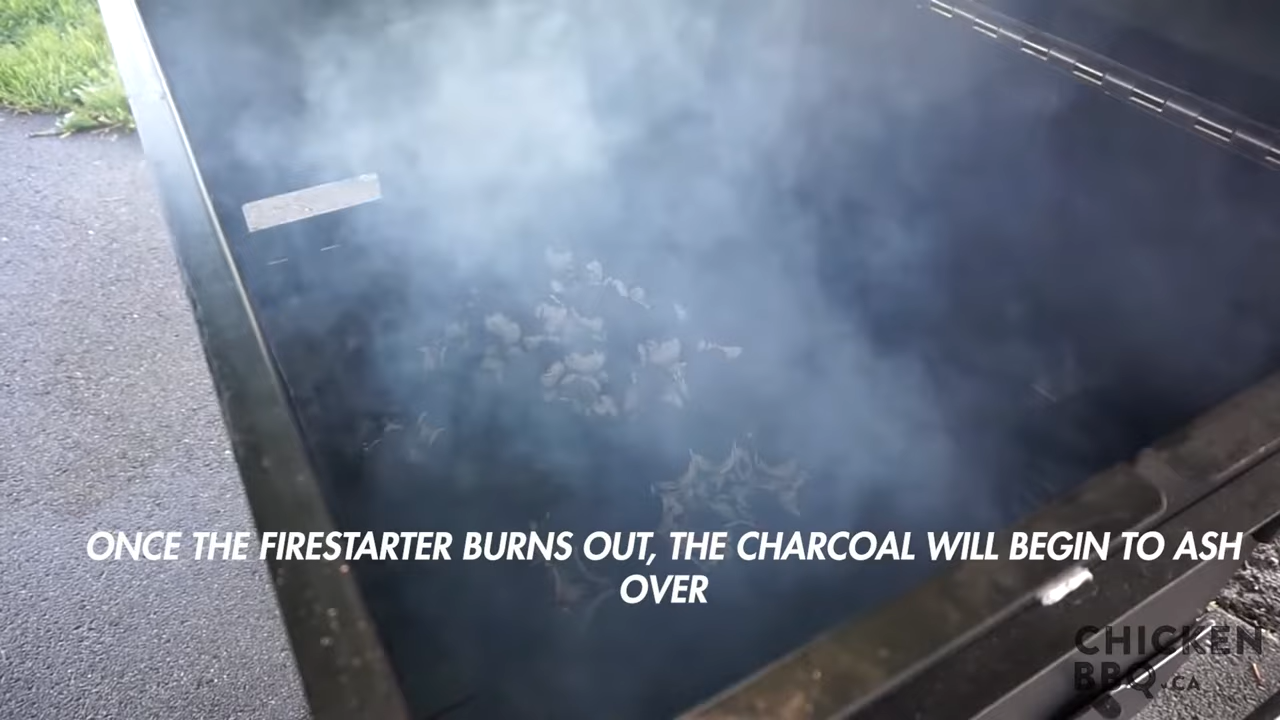 ONCE THE FIRESTARTER BURNS OUT, THE CHARCOAL WILL BEGIN TO ASH
OVER
CHICKEN
BBQ.CA